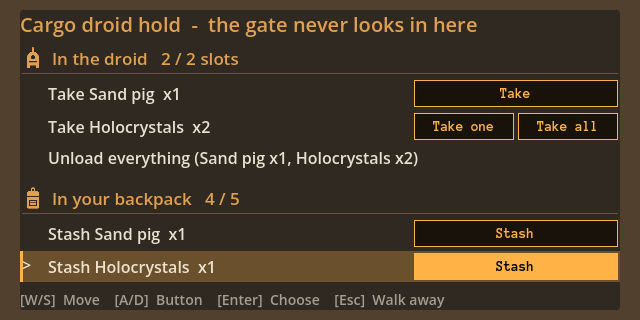 Cargo droid hold - the gate never looks in here
In the droid 2 / 2 slots
Take Sand pig x1 Take
Take Holocrystals x2 Take one Take all
Unload everything (Sand pig x1, Holocrystals x2)
In your backpack 4 / 5
Stash Sand pig x1 Stash
> Stash Holocrystals x1 Stash
[W/S] Move [A/D] Button [Enter] Choose [Esc] Walk away